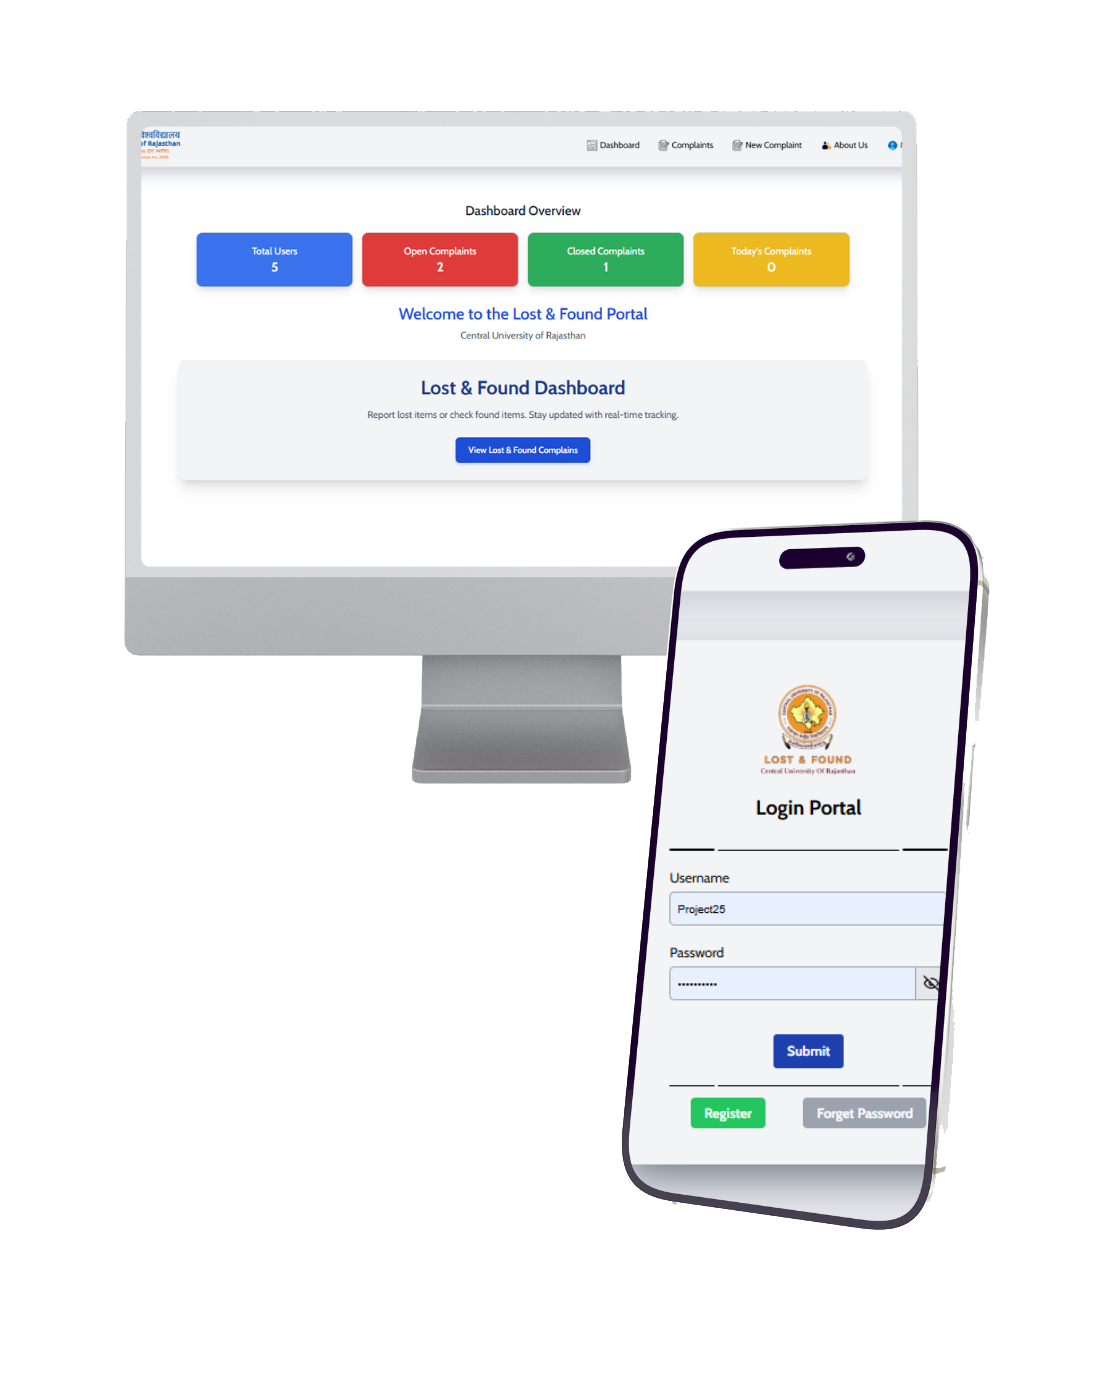 विश्वविद्यालय
of Rajasthan
Dashboard
Complaints
New Complaint
About Us
Dashboard Overview
Total Users
5
Open Complaints
2
Closed Complaints
1
Today's Complaints
0
Welcome to the Lost & Found Portal
Central University of Rajasthan
Lost & Found Dashboard
Report lost items or check found items. Stay updated with real-time tracking.
View Lost & Found Complains
LOST & FOUND
Central University Of Rajasthan
Login Portal
Username
Project25
Password
Submit
Register
Forget Password